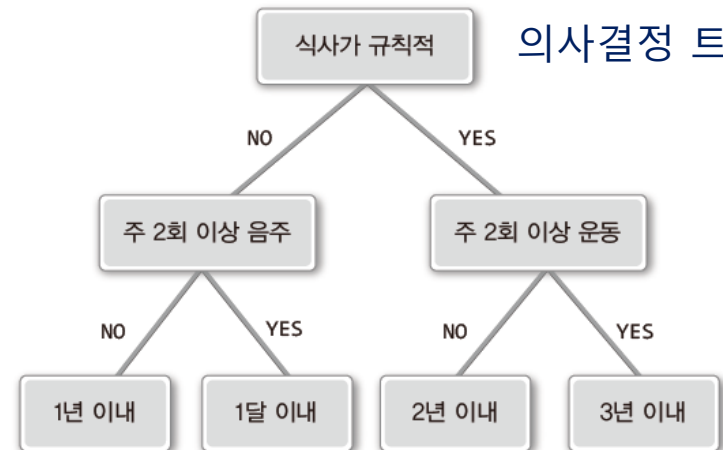 식사가 규칙적
의사결정 트
NO
YES
주 2회 이상 음주
주 2회 이상 운동
NO
YES
NO
YES
1년 이내
1달 이내
2년 이내
3년 이내